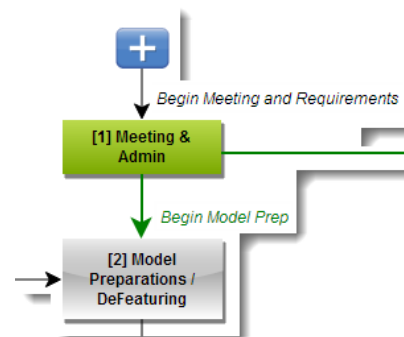 Begin Meeting and Requirements
[1] Meeting &
Admin
Begin Model Prep
[2] Model
Preparations /
DeFeaturing